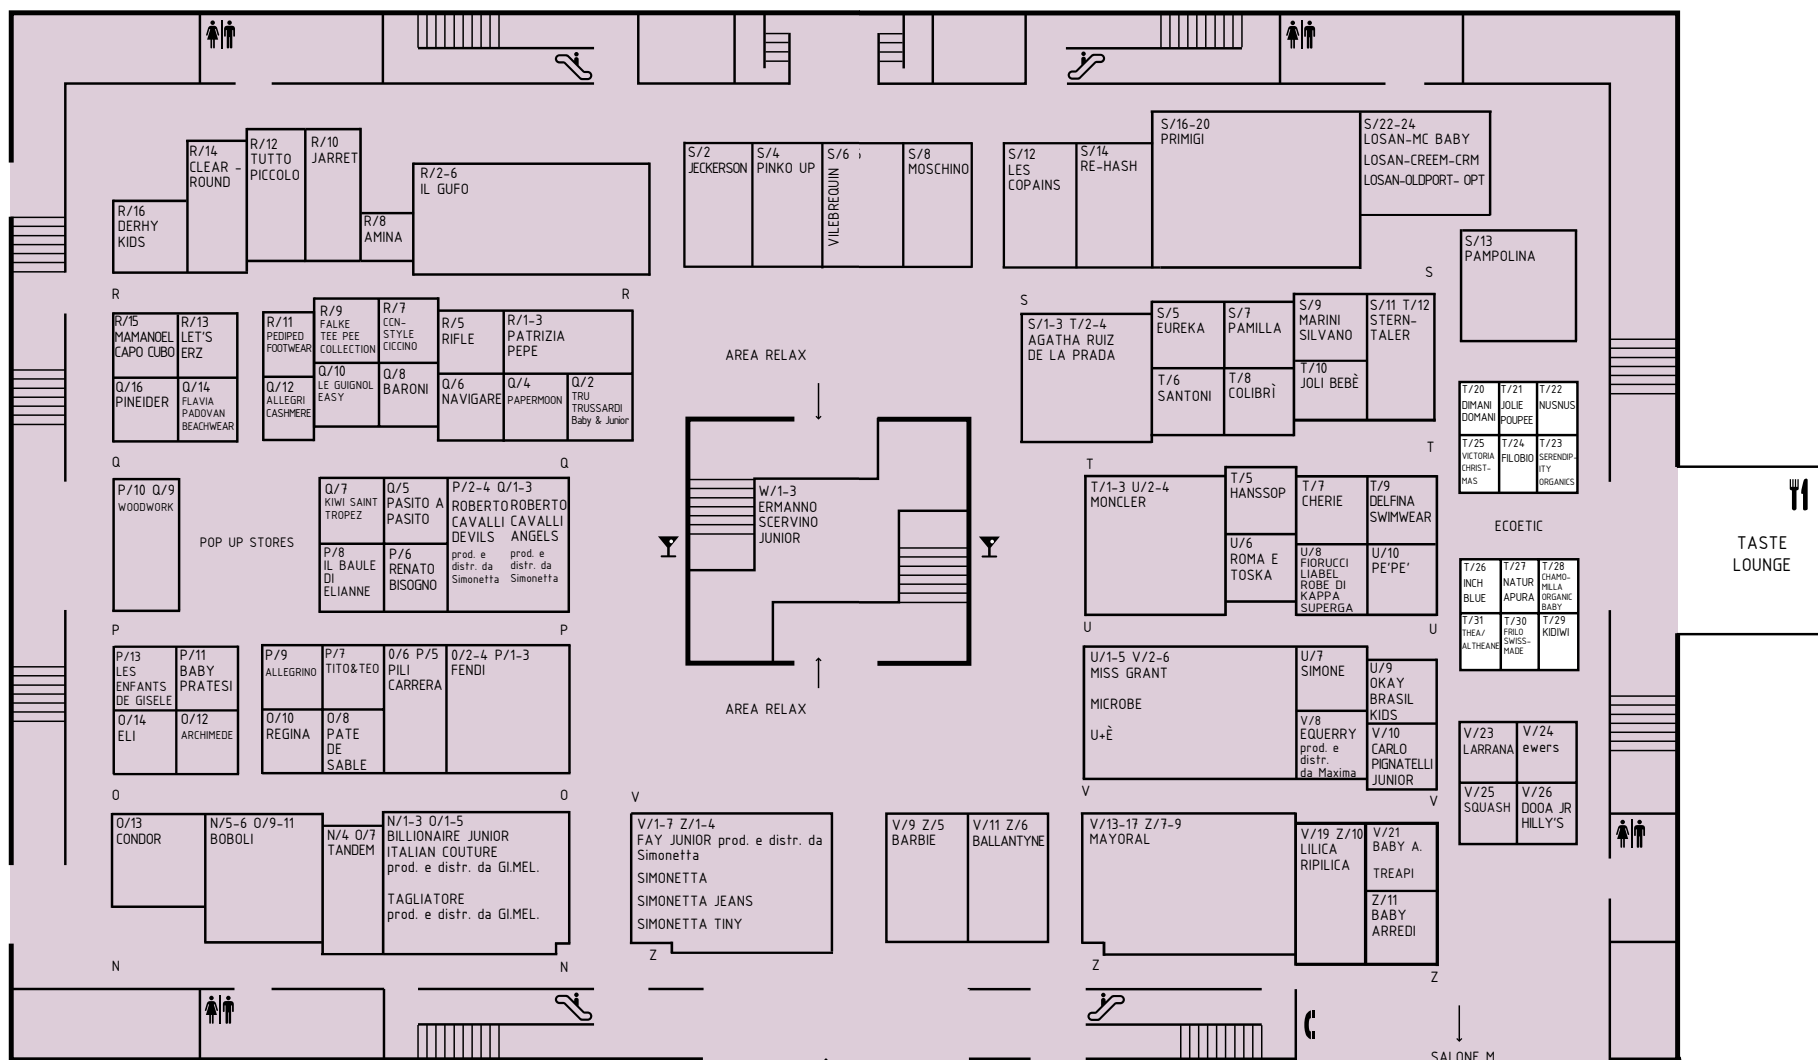 R/16
DERHY
KIDS
R/14
CLEAR -
ROUND
R/12
TUTTO
PICCOLO
R/10
JARRET
R/8
AMINA
R/2-6
IL GUFO
S/2
JECKERSON
S/4
PINKO UP
S/6
VILEBREQUIN
S/8
MOSCHINO
S/12
LES
COPAINS
S/14
RE-HASH
S/16-20
PRIMIGI
S/22-24
LOSAN-MC BABY
LOSAN-CREEM-CRM
LOSAN-OLDPORT- OPT
S/13
PAMPOLINA
R
R
S
S
R/15
MAMANOEL
CAPO CUBO
R/13
LET'S
ERZ
Q/16
PINEIDER
Q/14
FLAVIA
PADOVAN
BEACHWEAR
R/11
PEDIPED
FOOTWEAR
R/9
FALKE
TEE PEE
COLLECTION
R/7
CCN-
STYLE
CICCINO
R/5
RIFLE
R/1-3
PATRIZIA
PEPE
Q/12
ALLEGRI
CASHMERE
Q/10
LE GUIGNOL
EASY
Q/8
BARONI
Q/6
NAVIGARE
Q/4
PAPERMOON
Q/2
TRU
TRUSSARDI
Baby & Junior
AREA RELAX
S/1-3 T/2-4
AGATHA RUIZ
DE LA PRADA
S/5
EUREKA
S/7
PAMILLA
S/9
MARINI
SILVANO
S/11 T/12
STERN-
TALER
T/6
SANTONI
T/8
COLIBRÌ
T/10
JOLI BEBÈ
T/20
DIMANI
DOMANI
T/21
JOLIE
POUPEE
T/22
NUSNUS
T/25
VICTORIA
CHRIST-
MAS
T/24
FILOBIO
T/23
SERENDIP-
ITY
ORGANICS
Q
Q
T
T
P/10 Q/9
WOODWORK
POP UP STORES
Q/7
KIWI SAINT
TROPEZ
Q/5
PASITO A
PASITO
P/2-4 Q/1-3
ROBERTO
CAVALLI
DEVILS
prod. e
distr. da
Simonetta
ROBERTO
CAVALLI
ANGELS
prod. e
distr. da
Simonetta
P/8
IL BAULE
DI
ELIANNE
P/6
RENATO
BISOGNO
W/1-3
ERMANNO
SCERVINO
JUNIOR
T/1-3 U/2-4
MONCLER
T/5
HANSSOP
T/7
CHERIE
T/9
DELFINA
SWIMWEAR
U/6
ROMA E
TOSKA
U/8
FIORUCCI
LIABEL
ROBE DI
KAPPA
SUPERGA
U/10
PE'PE'
ECOETIC
TASTE
LOUNGE
T/26
INCH
BLUE
T/27
NATUR
APURA
T/28
CHAMO-
MILLA
ORGANIC
BABY
T/31
THEA/
ALTHEANE
T/30
FRILO
SWISS-
MADE
T/29
KIDIWI
P
P
U
U
P/13
LES
ENFANTS
DE GISELE
P/11
BABY
PRATESI
O/14
ELI
O/12
ARCHIMEDE
P/9
ALLEGRINO
P/7
TITO&TEO
O/6 P/5
PILI
CARRERA
O/2-4 P/1-3
FENDI
O/10
REGINA
O/8
PATE
DE
SABLE
AREA RELAX
U/1-5 V/2-6
MISS GRANT
MICROBE
U+È
U/7
SIMONE
U/9
OKAY
BRASIL
KIDS
V/8
EQUERRY
prod. e
distr.
da Maxima
V/10
CARLO
PIGNATELLI
JUNIOR
V/23
LARRANA
V/24
ewers
V/25
SQUASH
V/26
DOOA JR
HILLY'S
O
O
V
V
V
O/13
CONDOR
N/5-6 O/9-11
BOBOLI
N/4 O/7
TANDEM
N/1-3 O/1-5
BILLIONAIRE JUNIOR
ITALIAN COUTURE
prod. e distr. da GI.MEL.
TAGLIATORE
prod. e distr. da GI.MEL.
V/1-7 Z/1-4
FAY JUNIOR prod. e distr. da
Simonetta
SIMONETTA
SIMONETTA JEANS
SIMONETTA TINY
V/9 Z/5
BARBIE
V/11 Z/6
BALLANTYNE
V/13-17 Z/7-9
MAYORAL
V/19 Z/10
LILICA
RIPILICA
V/21
BABY A.
TREAPI
Z/11
BABY
ARREDI
N
N
Z
Z
Z
SALONE M